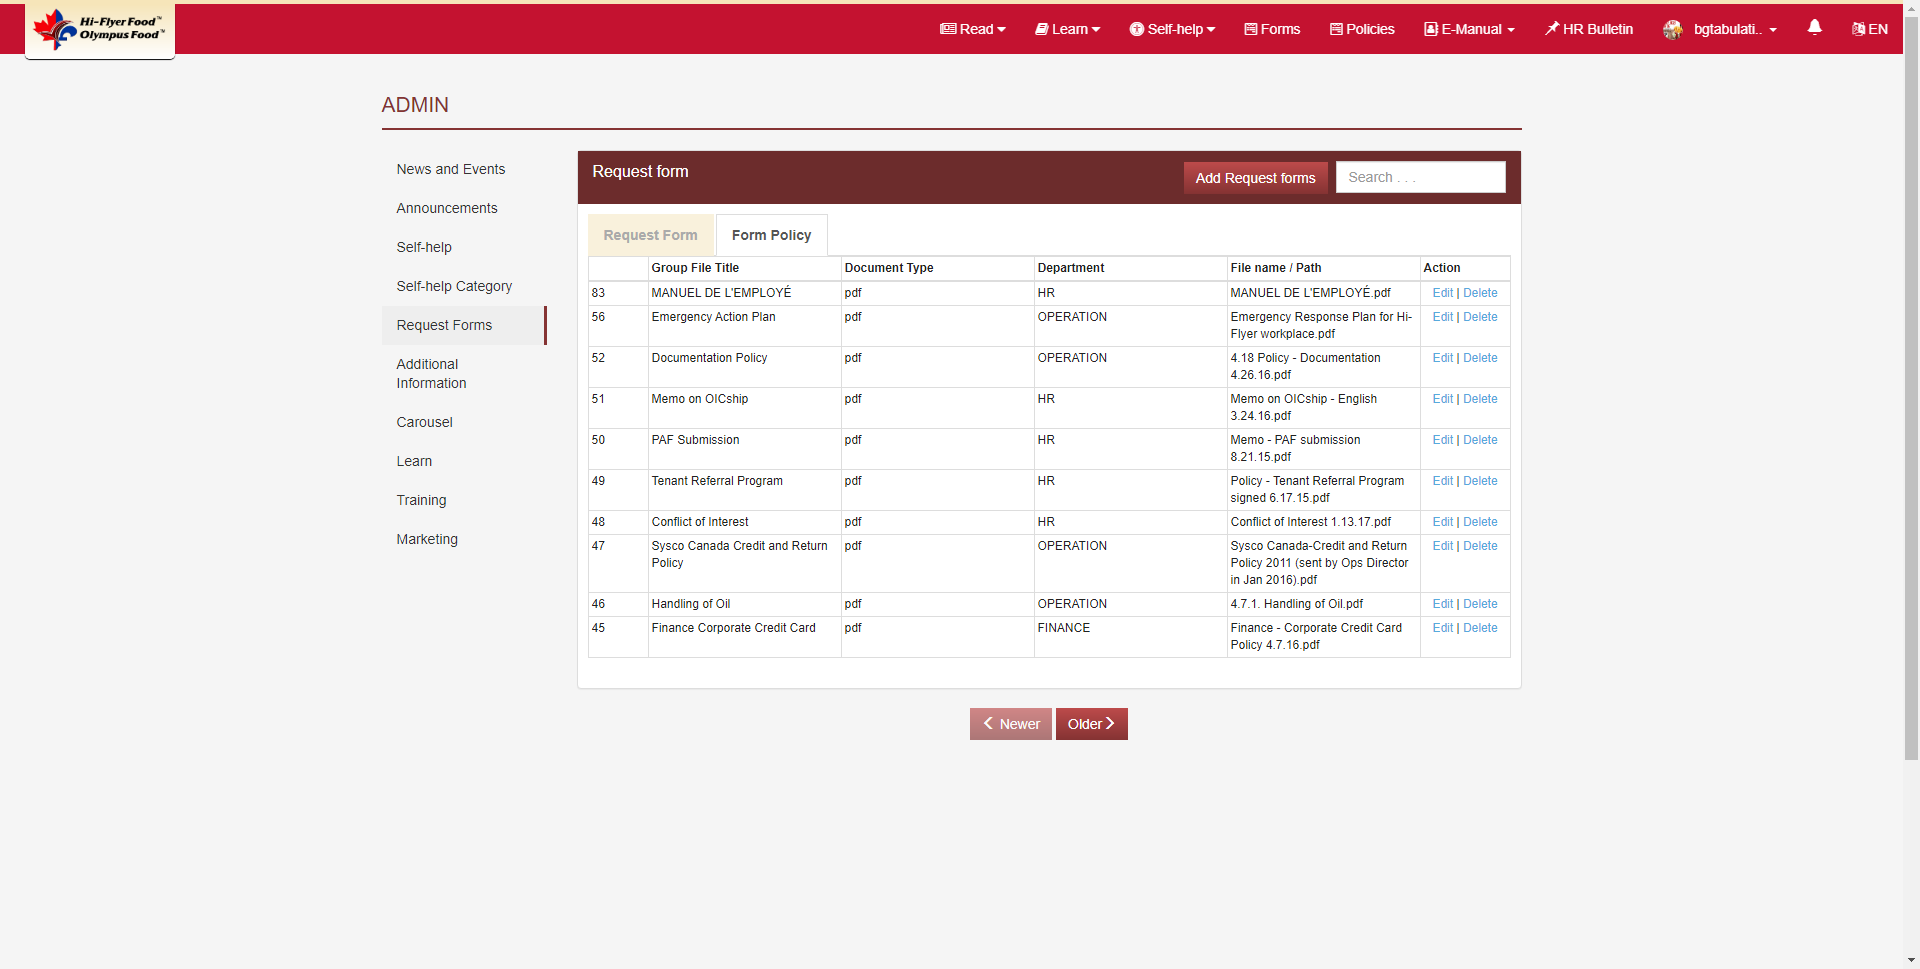 Hi-Flyer Food™
Olympus Food™
Read
Learn
Self-help
Forms
Policies
E-Manual
HR Bulletin
bgtabulati..
EN
ADMIN
News and Events
Announcements
Self-help
Self-help Category
Request Forms
Additional
Information
Carousel
Learn
Training
Marketing
Request form
Add Request forms
Search . . .
Request Form
Form Policy
Group File Title Document Type Department File name / Path Action
83 MANUEL DE L'EMPLOYÉ pdf HR MANUEL DE L'EMPLOYÉ.pdf Edit | Delete
56 Emergency Action Plan pdf OPERATION Emergency Response Plan for Hi-
Flyer workplace.pdf Edit | Delete
52 Documentation Policy pdf OPERATION 4.18 Policy - Documentation
4.26.16.pdf Edit | Delete
51 Memo on OICship pdf HR Memo on OICship - English
3.24.16.pdf Edit | Delete
50 PAF Submission pdf HR Memo - PAF submission
8.21.15.pdf Edit | Delete
49 Tenant Referral Program pdf HR Policy - Tenant Referral Program
signed 6.17.15.pdf Edit | Delete
48 Conflict of Interest pdf HR Conflict of Interest 1.13.17.pdf Edit | Delete
47 Sysco Canada Credit and Return
Policy pdf OPERATION Sysco Canada-Credit and Return
Policy 2011 (sent by Ops Director
in Jan 2016).pdf Edit | Delete
46 Handling of Oil pdf OPERATION 4.7.1. Handling of Oil.pdf Edit | Delete
45 Finance Corporate Credit Card pdf FINANCE Finance - Corporate Credit Card
Policy 4.7.16.pdf Edit | Delete
Newer
Older